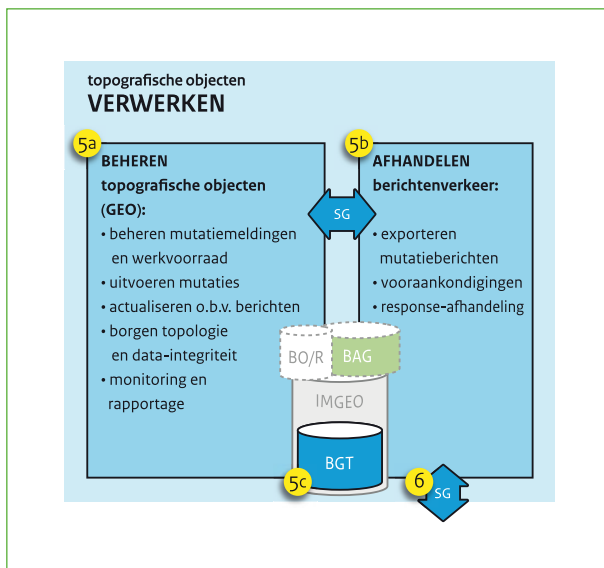 topografische objecten
VERWERKEN
5a
BEHEREN
topografische objecten
(GEO):
• beheren mutatiemeldingen
en werkvoorraad
• uitvoeren mutaties
• actualiseren o.b.v. berichten
• borgen topologie
en data-integriteit
• monitoring en
rapportage
SG
5b
AFHANDELEN
berichtenverkeer:
• exporteren
mutatieberichten
• vooraankondigingen
• response-afhandeling
BO/R
BAG
IMGEO
BGT
5c
6
SG